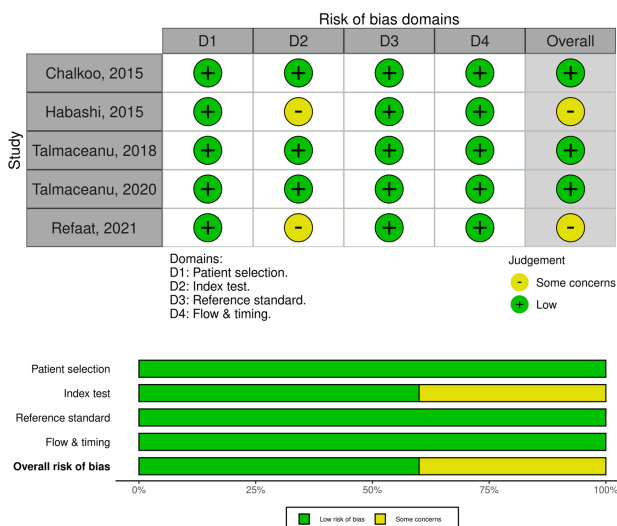 Risk of bias domains
D1 D2 D3 D4 Overall
Study
Chalkoo, 2015 + + + + +
Habashi, 2015 + - + + -
Talmaceanu, 2018 + + + + +
Talmaceanu, 2020 + + + + +
Refaat, 2021 + - + + -
Domains:
D1: Patient selection.
D2: Index test.
D3: Reference standard.
D4: Flow & timing.
Judgement
- Some concerns
+ Low
Patient selection
Index test
Reference standard
Flow & timing
Overall risk of bias
0% 25% 50% 75% 100%
Low risk of bias Some concerns